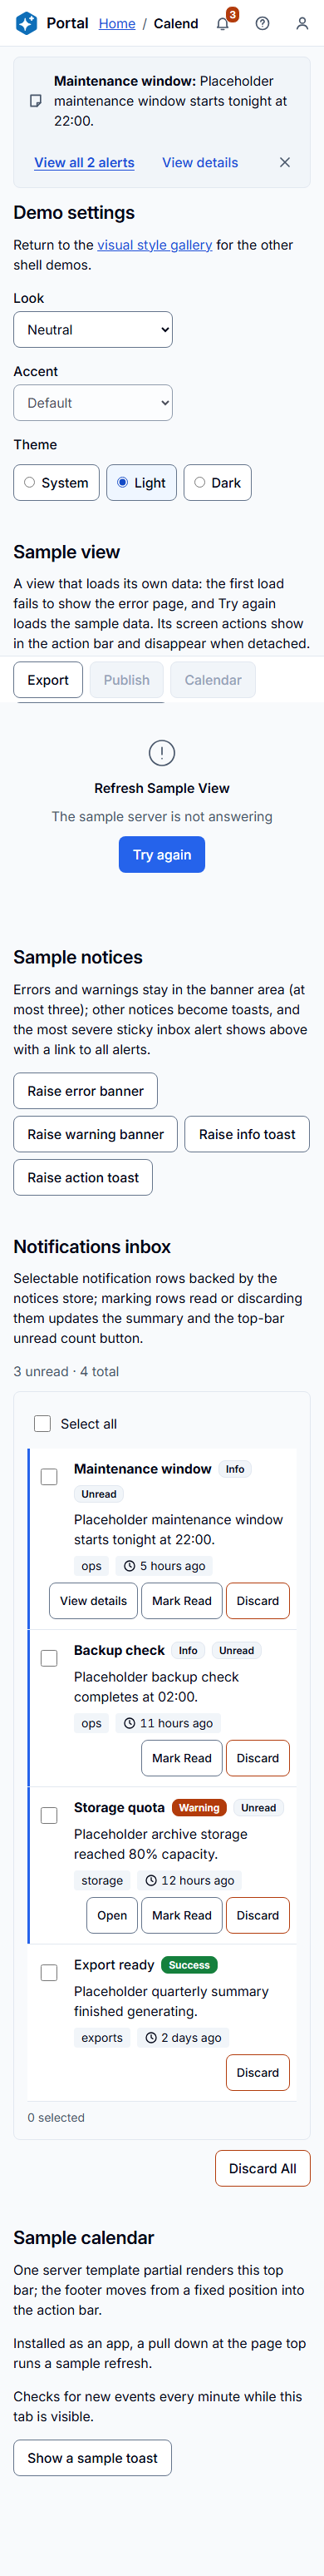 Portal Home / Calend 3
Maintenance window: Placeholder
maintenance window starts tonight at
22:00.
View all 2 alerts View details
Demo settings
Return to the visual style gallery for the other
shell demos.
Look
Neutral
Accent
Default
Theme
System Light Dark
Sample view
A view that loads its own data: the first load
fails to show the error page, and Try again
loads the sample data. Its screen actions show
in the action bar and disappear when detached.
Export Publish Calendar
Refresh Sample View
The sample server is not answering
Try again
Sample notices
Errors and warnings stay in the banner area (at
most three); other notices become toasts, and
the most severe sticky inbox alert shows above
with a link to all alerts.
Raise error banner
Raise warning banner Raise info toast
Raise action toast
Notifications inbox
Selectable notification rows backed by the
notices store; marking rows read or discarding
them updates the summary and the top-bar
unread count button.
3 unread · 4 total
Select all
Maintenance window Info
Unread
Placeholder maintenance window
starts tonight at 22:00.
ops 5 hours ago
View details Mark Read Discard
Backup check Info Unread
Placeholder backup check
completes at 02:00.
ops 11 hours ago
Mark Read Discard
Storage quota Warning Unread
Placeholder archive storage
reached 80% capacity.
storage 12 hours ago
Open Mark Read Discard
Export ready Success
Placeholder quarterly summary
finished generating.
exports 2 days ago
Discard
0 selected
Discard All
Sample calendar
One server template partial renders this top
bar; the footer moves from a fixed position into
the action bar.
Installed as an app, a pull down at the page top
runs a sample refresh.
Checks for new events every minute while this
tab is visible.
Show a sample toast